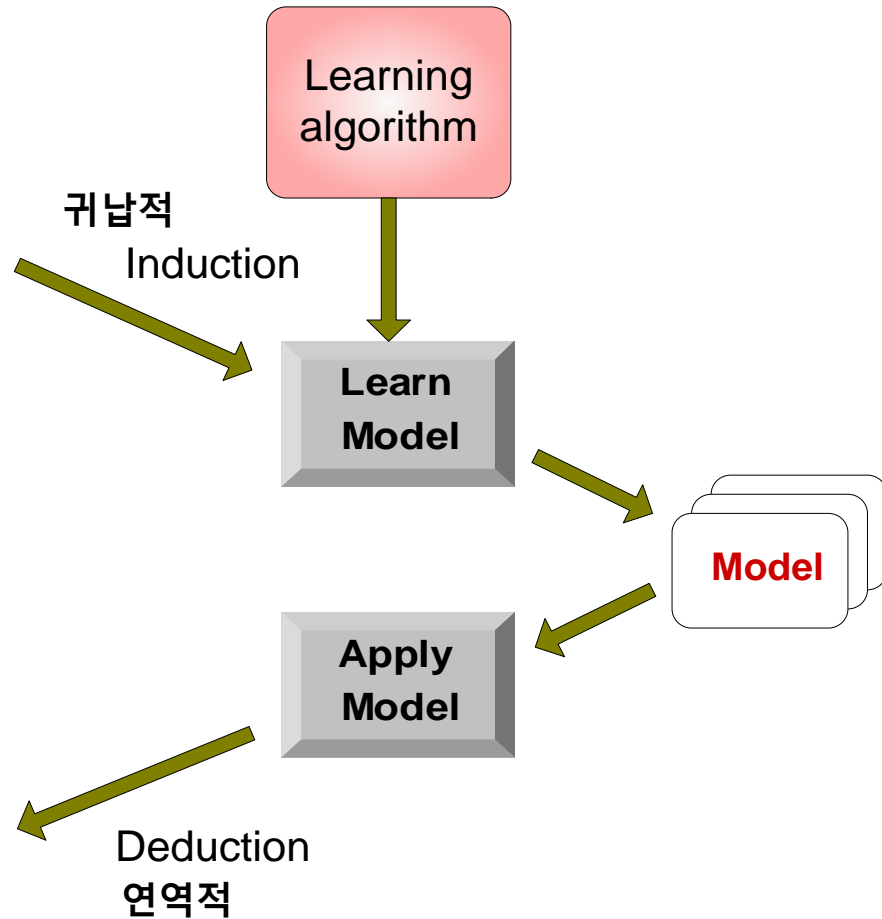 Learning
algorithm
귀납적
Induction
Learn
Model
Model
Apply
Model
Deduction
연역적